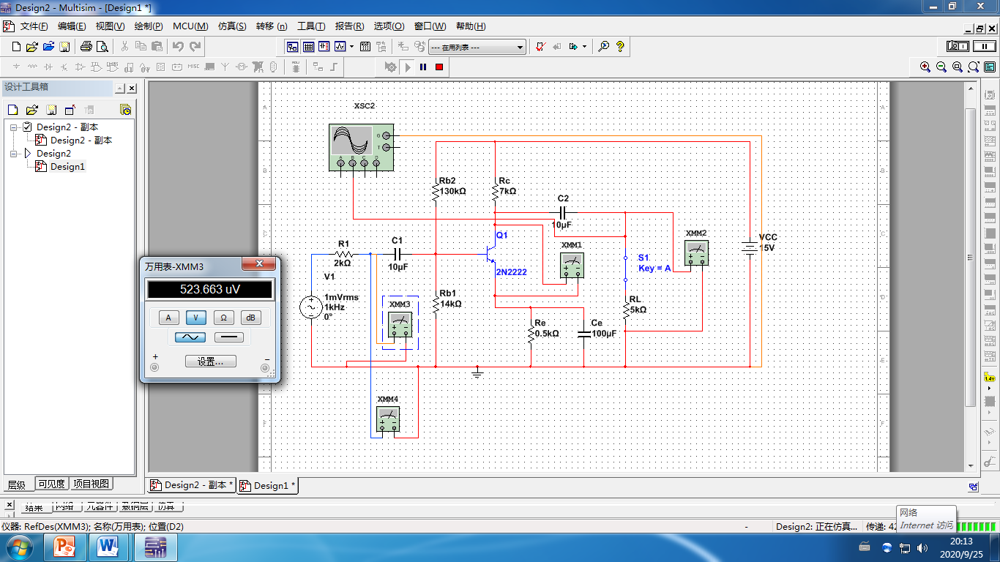 Design2 - Multisim - [Design1 *]
文件(F) 编辑(E) 视图(V) 绘制(P) MCU(M) 仿真(S) 转移 (n) 工具(T) 报告(R) 选项(O) 窗口(W) 帮助(H)
--- 在用列表 ---
MISC
设计工具箱
Design2 - 副本
Design2 - 副本
Design2
Design1
层级 可见度 项目视图
XSC2
G
T
A B C D
A
B
C
D
E
F
A
B
C
D
E
F
Rb2
130kΩ
Rc
7kΩ
C2
10µF
Q1
2N2222
XMM1
XMM2
VCC
15V
S1
Key = A
R1
2kΩ
C1
10µF
V1
1mVrms
1kHz
0°
XMM3
Rb1
14kΩ
RL
5kΩ
Re
0.5kΩ
Ce
100µF
XMM4
万用表-XMM3
523.663 uV
A V Ω dB
设置...
+ −
1.4v
Design2 - 副本 * Design1 *
结果 网络 元器件 敷铜层 仿真
仪器: RefDes(XMM3); 名称(万用表); 位置(D2)
- Design2: 正在仿真... 传递: 42
网络
Internet 访问
20:13
2020/9/25